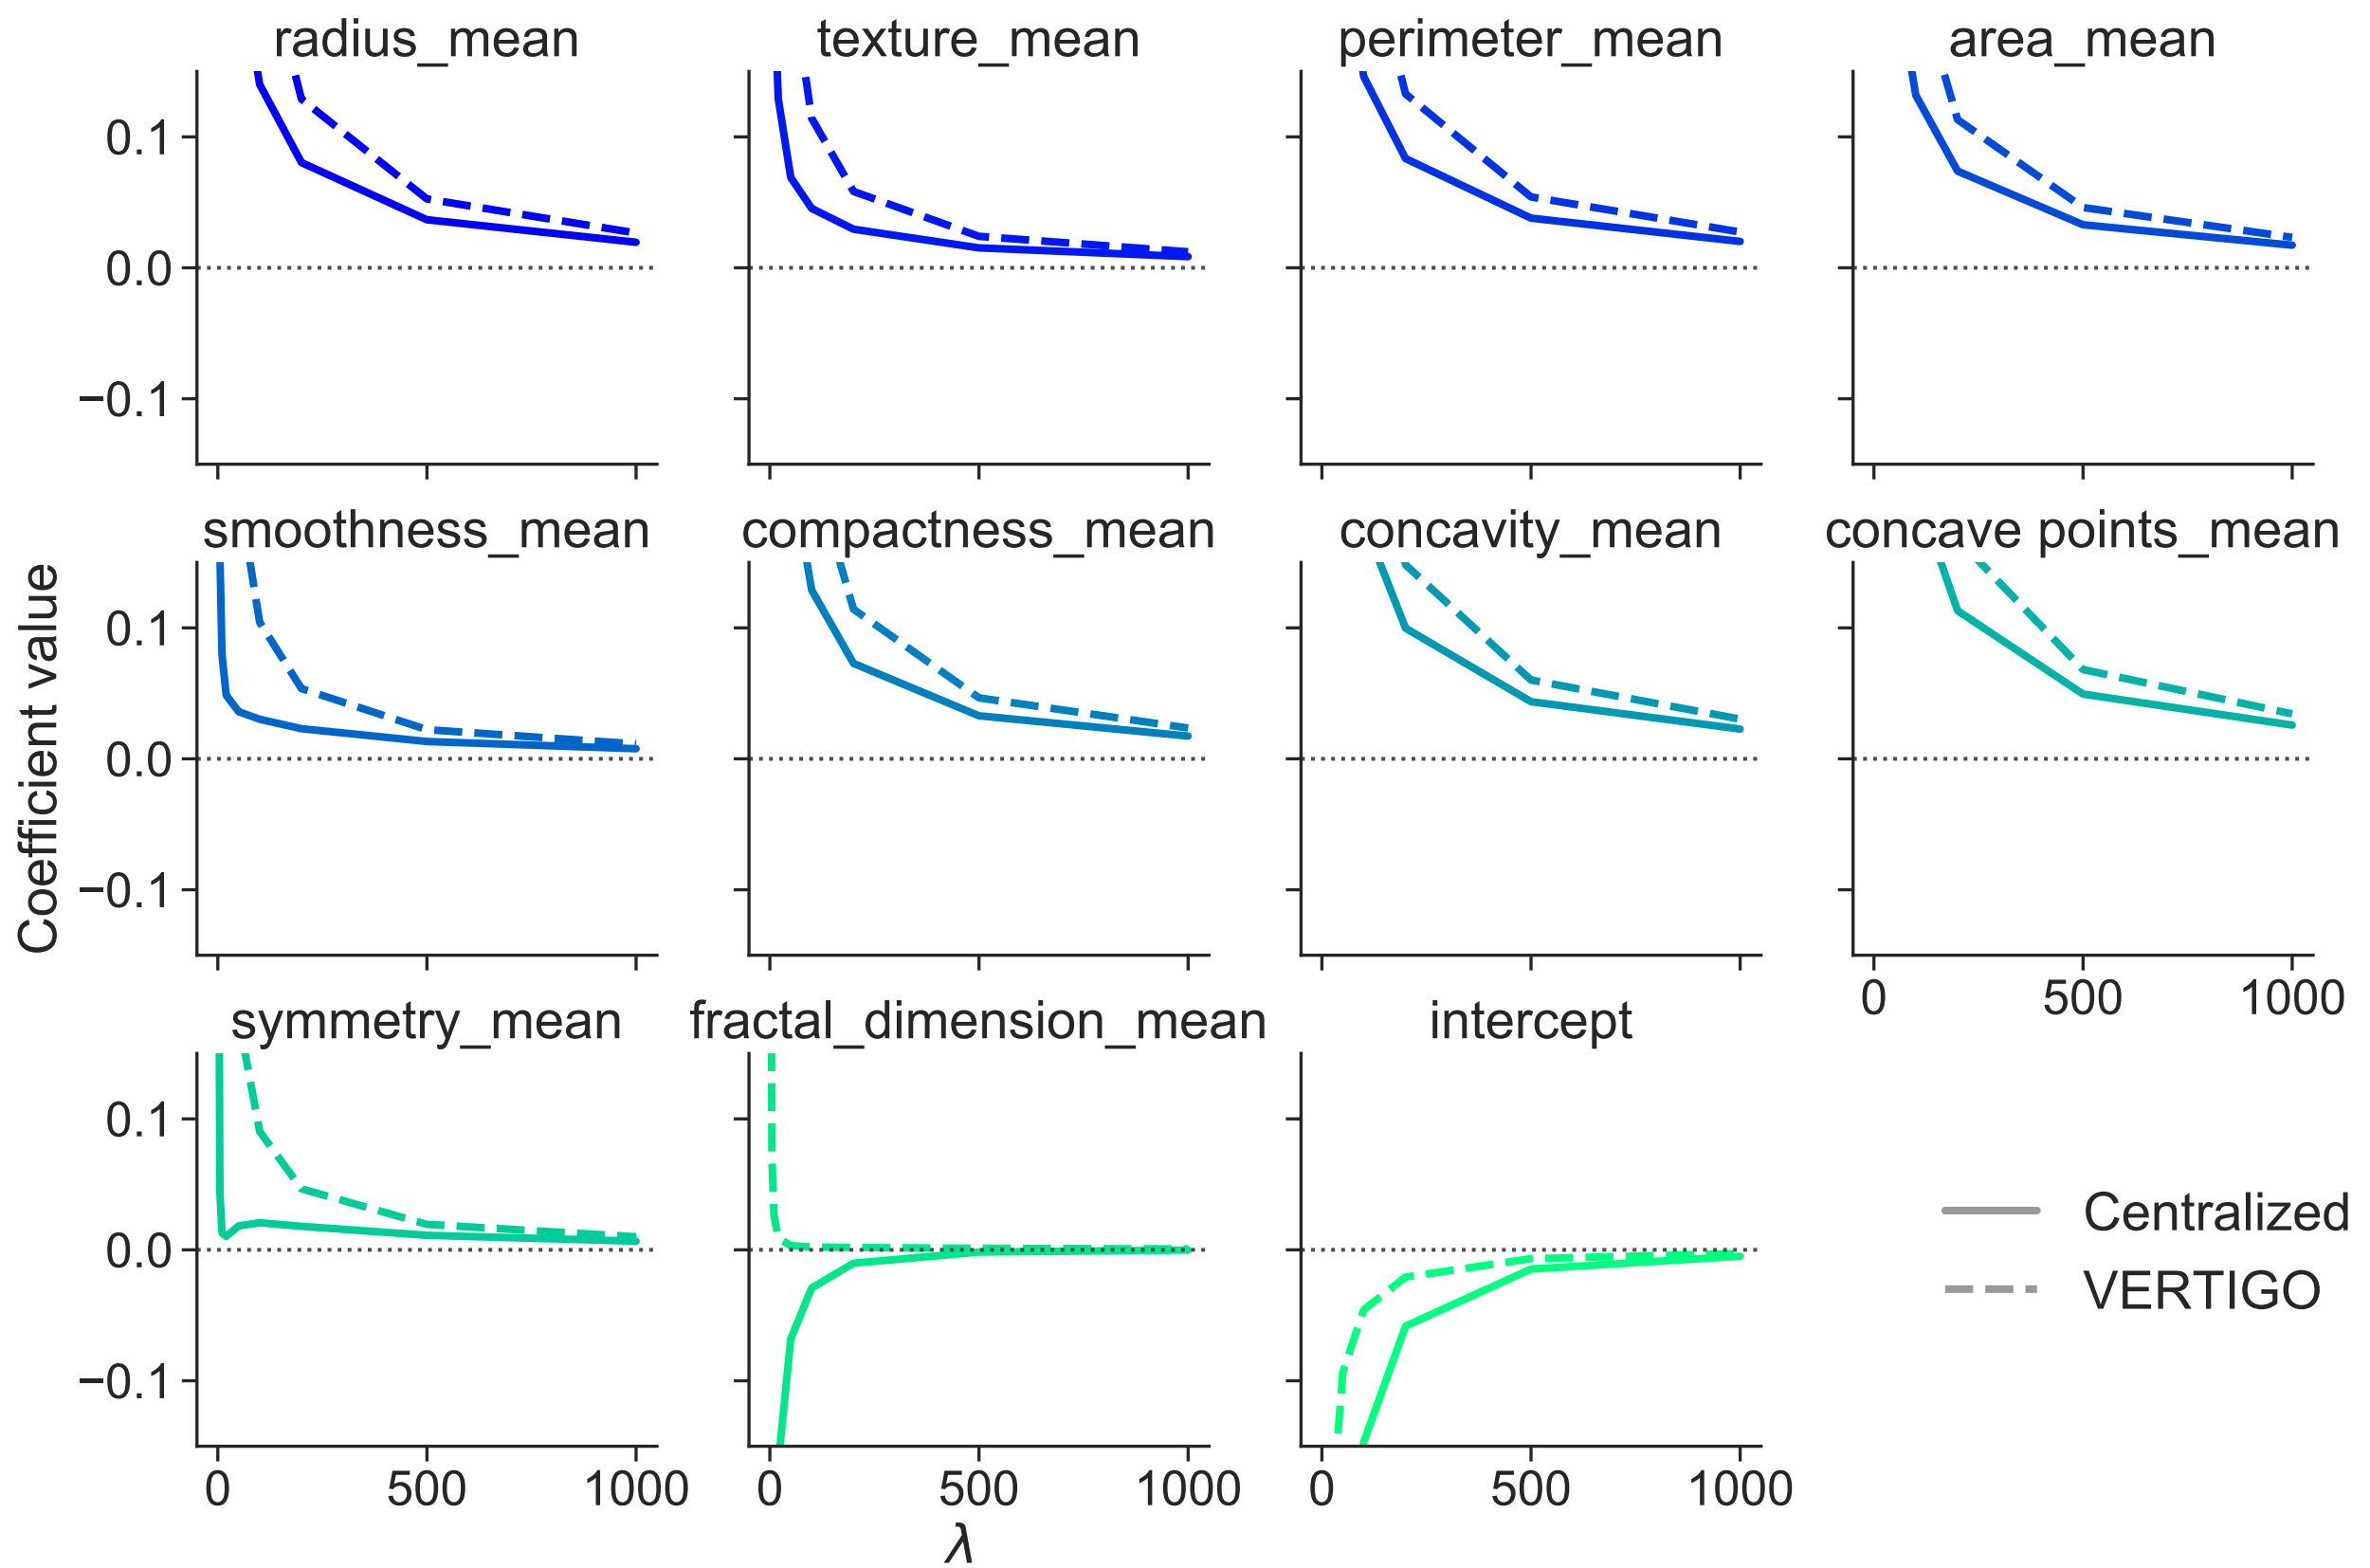 radius_mean texture_mean perimeter_mean area_mean
0.1
0.0
−0.1
smoothness_mean compactness_mean concavity_mean concave points_mean
0.1
0.0
−0.1
0 500 1000
Coefficient value
symmetry_mean fractal_dimension_mean intercept
0.1
0.0
−0.1
0 500 1000 0 500 1000 0 500 1000
λ
Centralized
VERTIGO